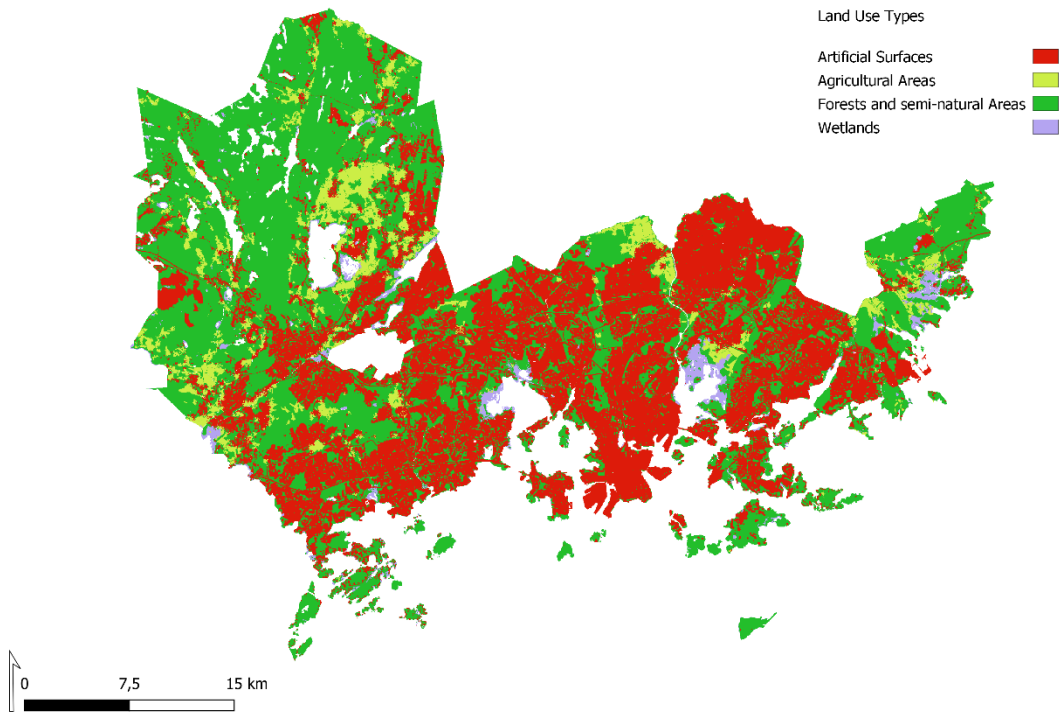 Land Use Types
Artificial Surfaces
Agricultural Areas
Forests and semi-natural Areas
Wetlands
0 7,5 15 km